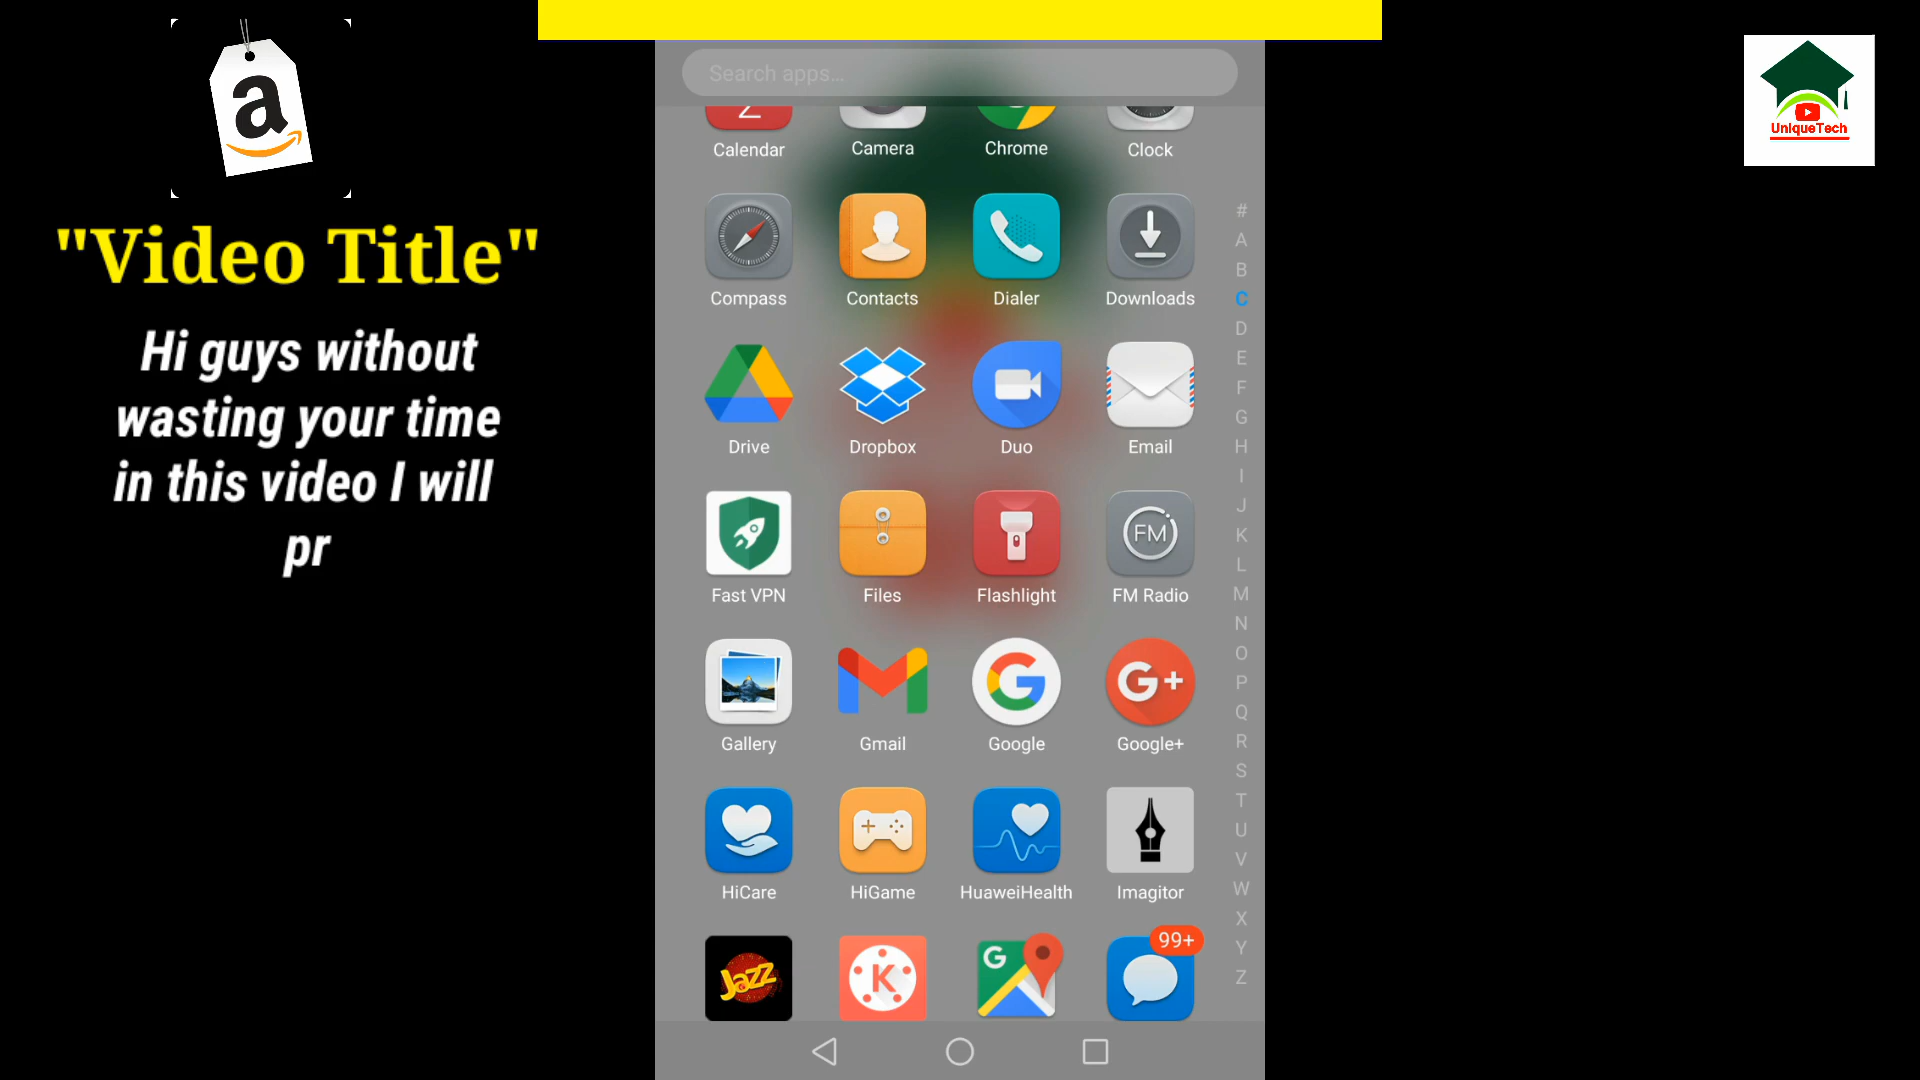 a
"Video Title"
Hi guys without
wasting your time
in this video I will
pr
Search apps...
Calendar Camera Chrome Clock
Compass Contacts Dialer Downloads
Drive Dropbox Duo Email
FM
Fast VPN Files Flashlight FM Radio
G G+
Gallery Gmail Google Google+
HiCare HiGame HuaweiHealth Imagitor
99+
Jazz K G
#
A
B
C
D
E
F
G
H
I
J
K
L
M
N
O
P
Q
R
S
T
U
V
W
X
Y
Z
UniqueTech